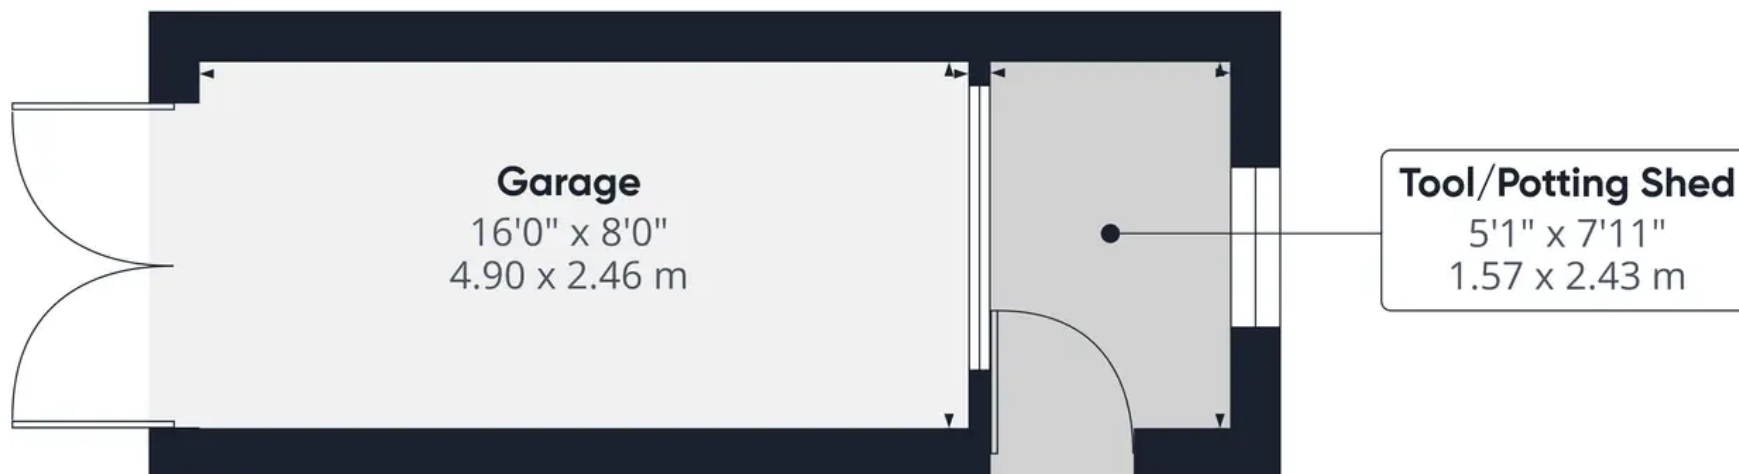 Garage
16'0" x 8'0"
4.90 x 2.46 m
Tool/Potting Shed
5'1" x 7'11"
1.57 x 2.43 m